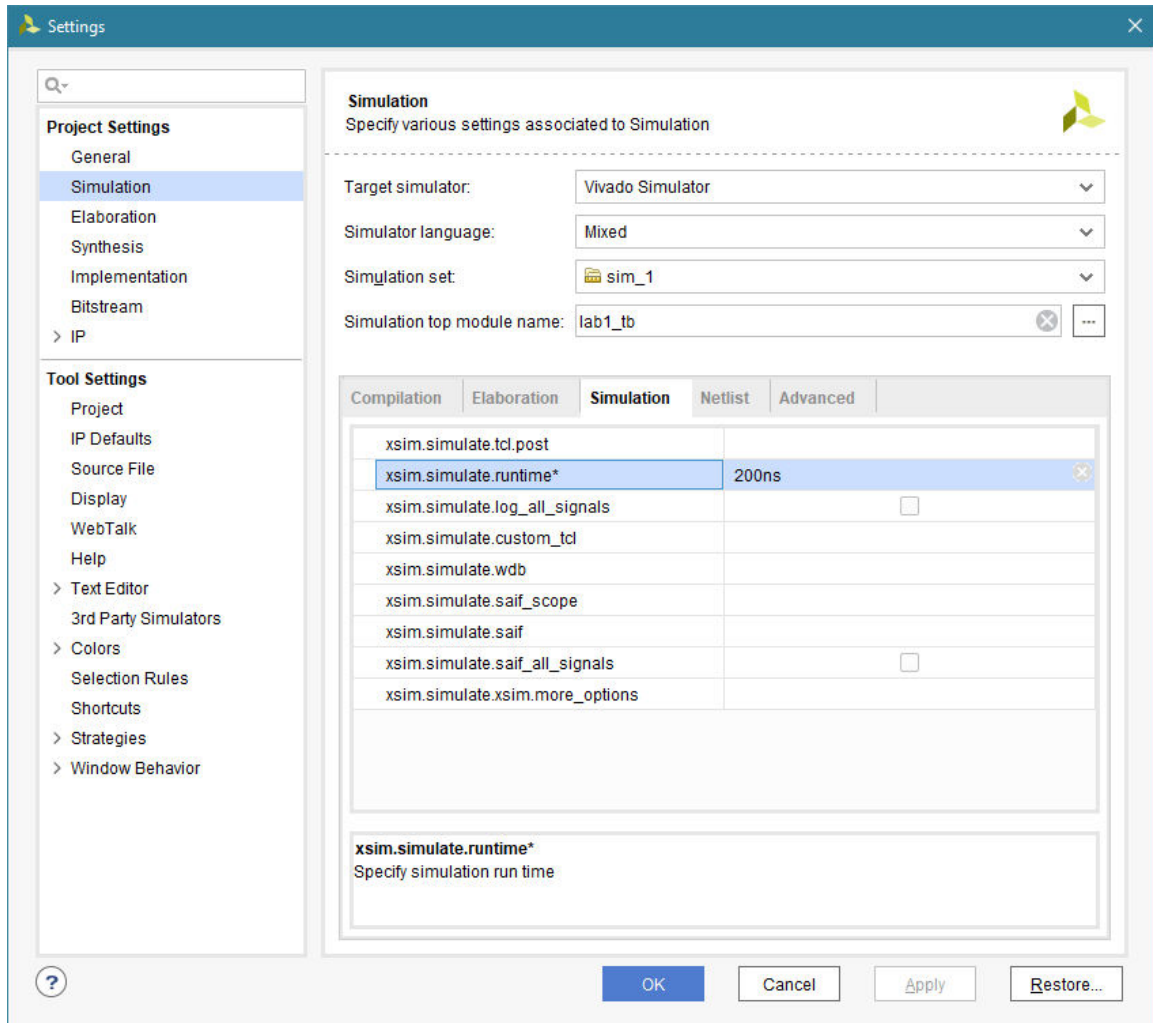 Settings
Project Settings
General
Simulation
Elaboration
Synthesis
Implementation
Bitstream
> IP
Tool Settings
Project
IP Defaults
Source File
Display
WebTalk
Help
> Text Editor
3rd Party Simulators
> Colors
Selection Rules
Shortcuts
> Strategies
> Window Behavior
Simulation
Specify various settings associated to Simulation
Target simulator: Vivado Simulator
Simulator language: Mixed
Simulation set: sim_1
Simulation top module name: lab1_tb ...
Compilation Elaboration Simulation Netlist Advanced
xsim.simulate.tcl.post
xsim.simulate.runtime* 200ns
xsim.simulate.log_all_signals
xsim.simulate.custom_tcl
xsim.simulate.wdb
xsim.simulate.saif_scope
xsim.simulate.saif
xsim.simulate.saif_all_signals
xsim.simulate.xsim.more_options
xsim.simulate.runtime*
Specify simulation run time
? OK Cancel Apply Restore...